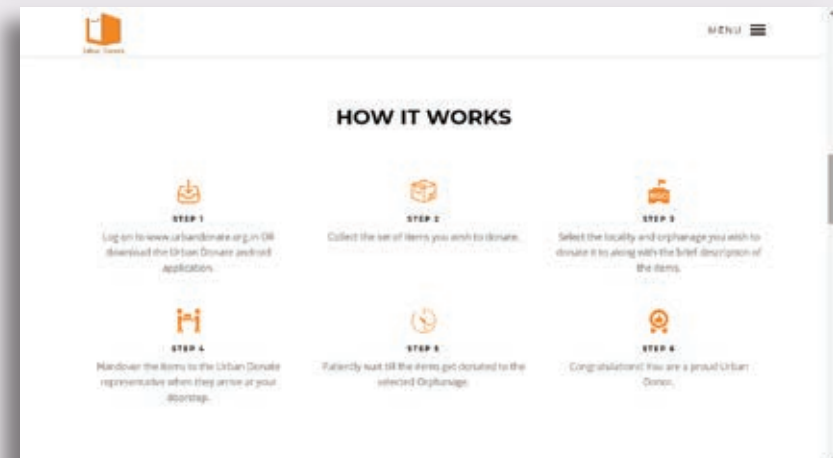 MENU
HOW IT WORKS
STEP 1
Log on to www.urbandonate.org.in OR
download the Urban Donate android
application.
STEP 2
Collect the set of items you wish to donate.
STEP 3
Select the locality and orphanage you wish to
donate it to along with the brief description of
the items.
STEP 4
Handover the items to the Urban Donate
representative when they arrive at your
doorstep.
STEP 5
Patiently wait till the items get donated to the
selected Orphanage.
STEP 6
Congratulations! You are a proud Urban
Donor.